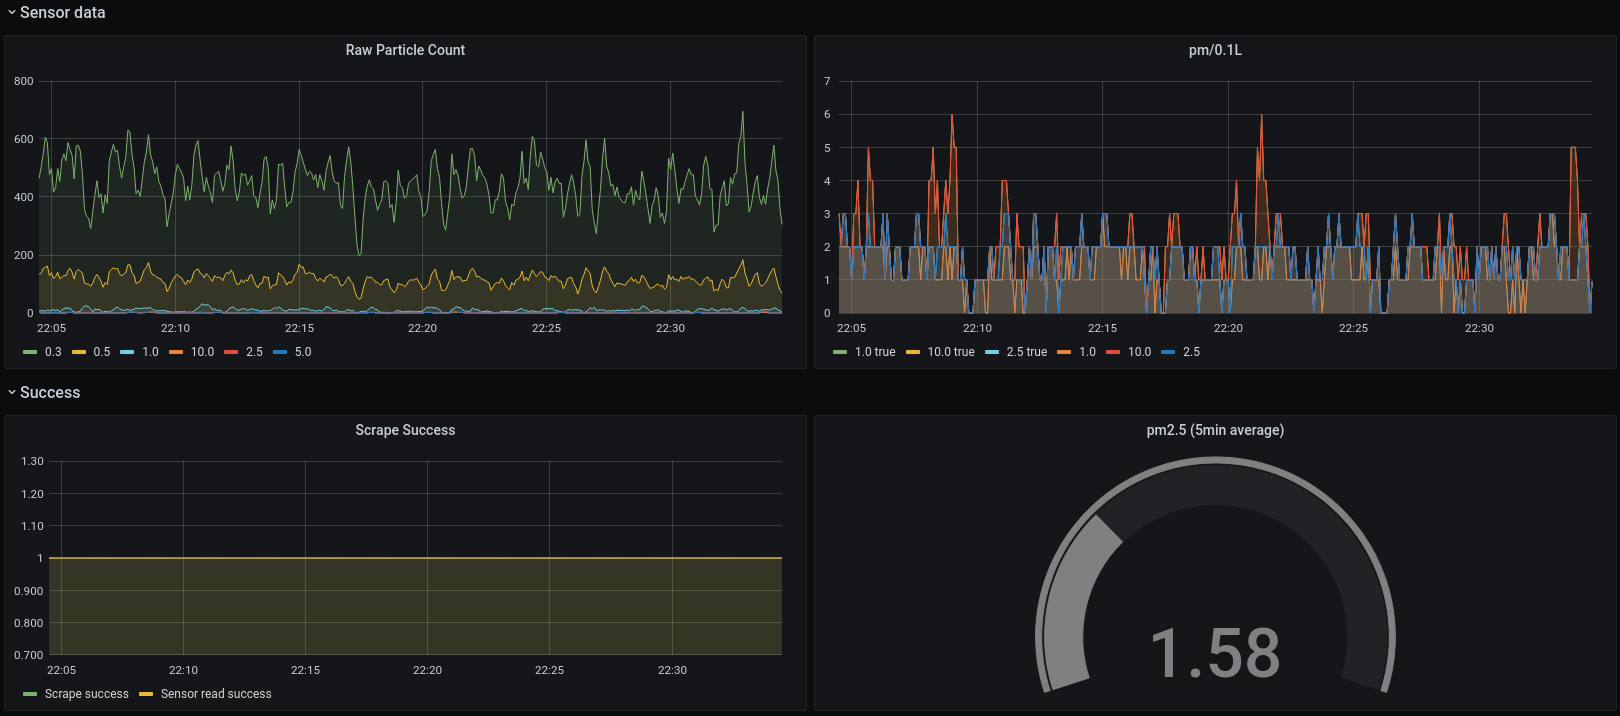 Sensor data
Raw Particle Count
800
600
400
200
0
22:05 22:10 22:15 22:20 22:25 22:30
0.3 0.5 1.0 10.0 2.5 5.0
pm/0.1L
7
6
5
4
3
2
1
0
22:05 22:10 22:15 22:20 22:25 22:30
1.0 true 10.0 true 2.5 true 1.0 10.0 2.5
Success
Scrape Success
1.30
1.20
1.10
1
0.900
0.800
0.700
22:05 22:10 22:15 22:20 22:25 22:30
Scrape success Sensor read success
pm2.5 (5min average)
1.58